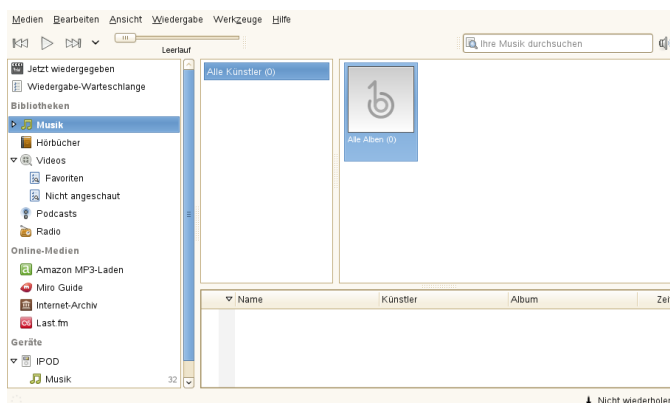 Medien Bearbeiten Ansicht Wiedergabe Werkzeuge Hilfe
Leerlauf
Ihre Musik durchsuchen
Jetzt wiedergegeben
Wiedergabe-Warteschlange
Bibliotheken
Musik
Hörbücher
Videos
Favoriten
Nicht angeschaut
Podcasts
Radio
Online-Medien
Amazon MP3-Laden
Miro Guide
Internet-Archiv
Last.fm
Geräte
IPOD
Musik 32
Alle Künstler (0)
Alle Alben (0)
Name Künstler Album Zei
Nicht wiederholen